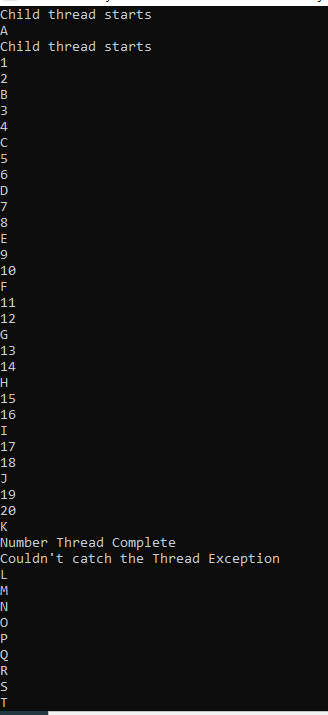 Child thread starts
A
Child thread starts
1
2
B
3
4
C
5
6
D
7
8
E
9
10
F
11
12
G
13
14
H
15
16
I
17
18
J
19
20
K
Number Thread Complete
Couldn't catch the Thread Exception
L
M
N
O
P
Q
R
S
T